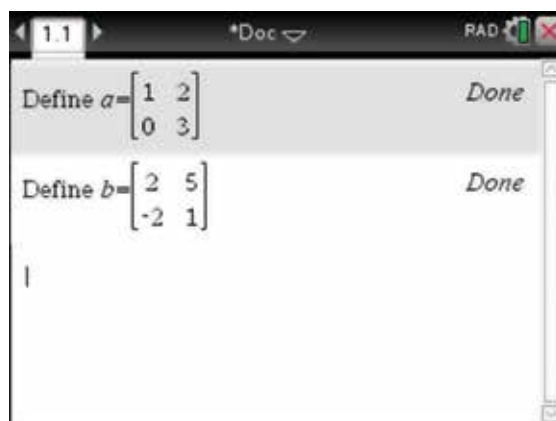 1.1 *Doc RAD
Define a=[1 2
0 3] Done
Define b=[2 5
-2 1] Done